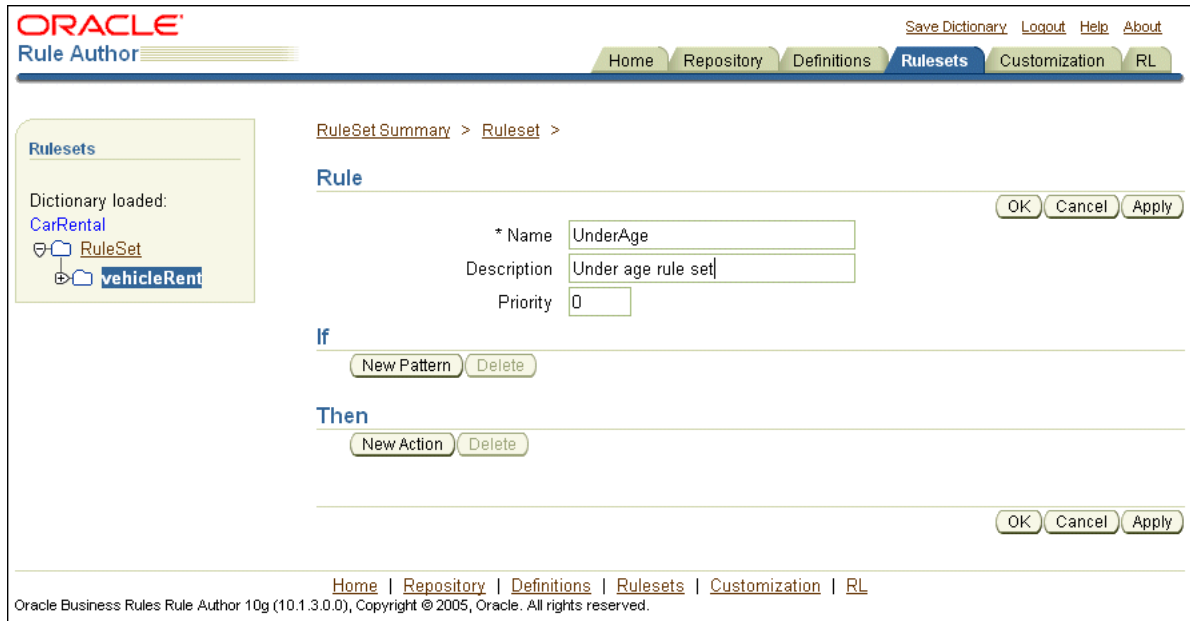 ORACLE
Rule Author
Save Dictionary Logout Help About
Home Repository Definitions Rulesets Customization RL
Rulesets
Dictionary loaded:
CarRental
RuleSet
vehicleRent
RuleSet Summary > Ruleset >
Rule
OK Cancel Apply
* Name UnderAge
Description Under age rule set
Priority 0
If
New Pattern Delete
Then
New Action Delete
OK Cancel Apply
Home | Repository | Definitions | Rulesets | Customization | RL
Oracle Business Rules Rule Author 10g (10.1.3.0.0), Copyright © 2005, Oracle. All rights reserved.